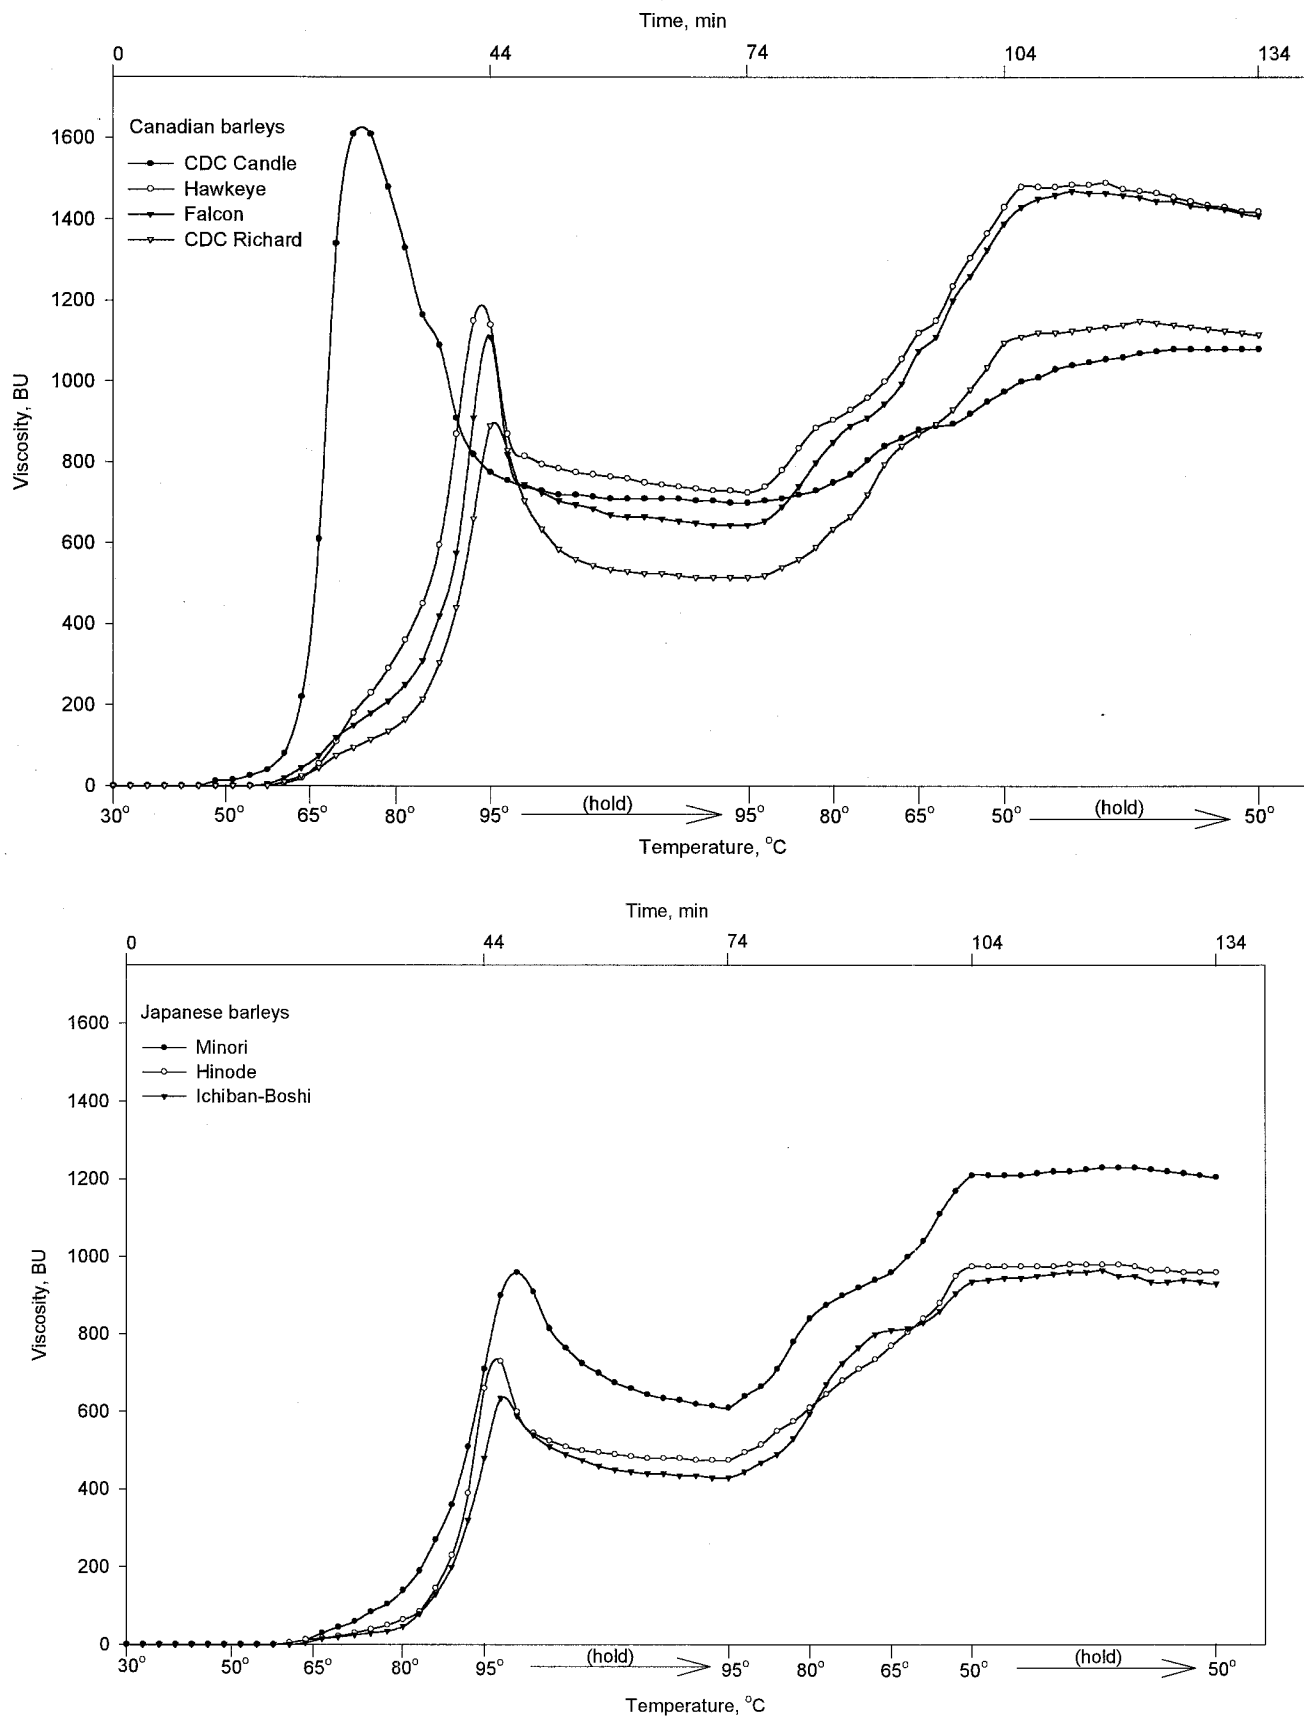 Time, min
0 44 74 104 134
Canadian barleys
CDC Candle
Hawkeye
Falcon
CDC Richard
1600
1400
1200
1000
800
600
400
200
0
Viscosity, BU
30° 50° 65° 80° 95° (hold) 95° 80° 65° 50° (hold) 50°
Temperature, °C
Time, min
0 44 74 104 134
Japanese barleys
Minori
Hinode
Ichiban-Boshi
1600
1400
1200
1000
800
600
400
200
0
Viscosity, BU
30° 50° 65° 80° 95° (hold) 95° 80° 65° 50° (hold) 50°
Temperature, °C